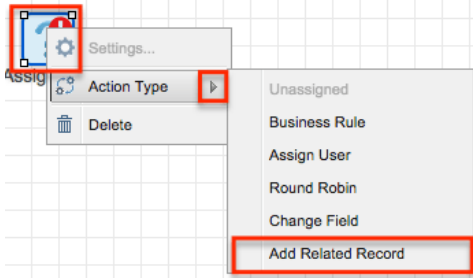 Settings...
Assig
Action Type
Delete
Unassigned
Business Rule
Assign User
Round Robin
Change Field
Add Related Record